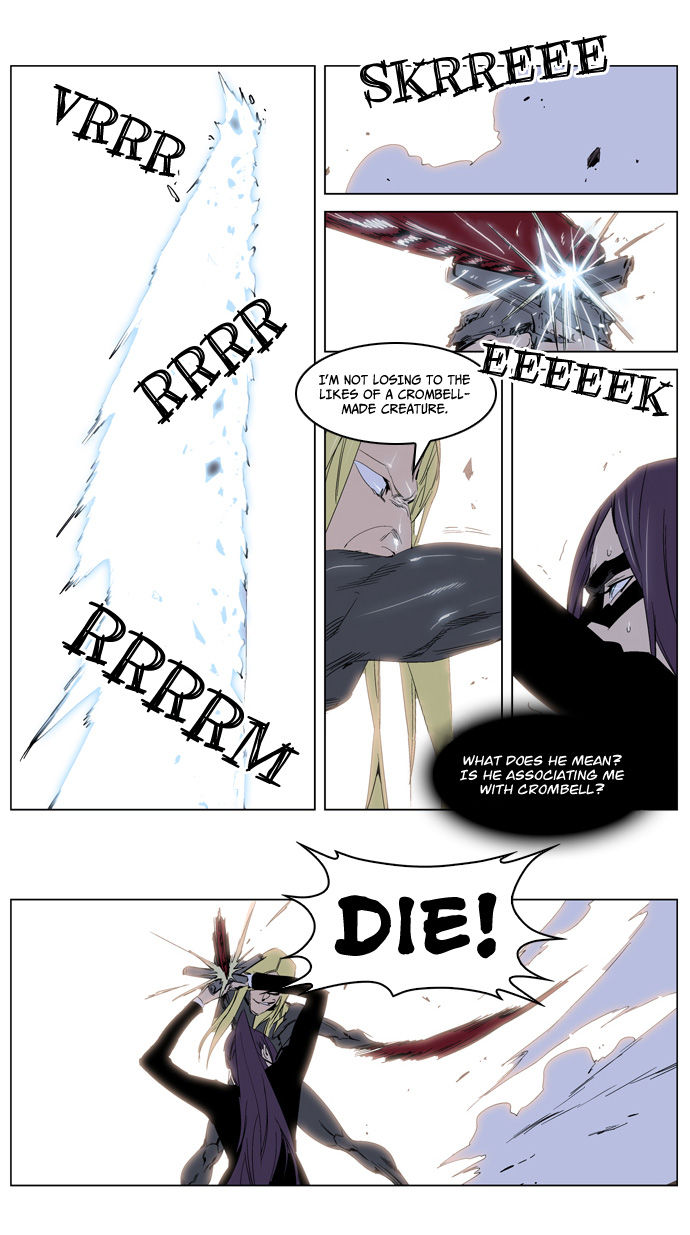 VRRR
RRRR
RRRRM
SKRREEE
EEEEEK
I'M NOT LOSING TO THE
LIKES OF A CROMBELL-
MADE CREATURE.
WHAT DOES HE MEAN?
IS HE ASSOCIATING ME
WITH CROMBELL?
DIE!